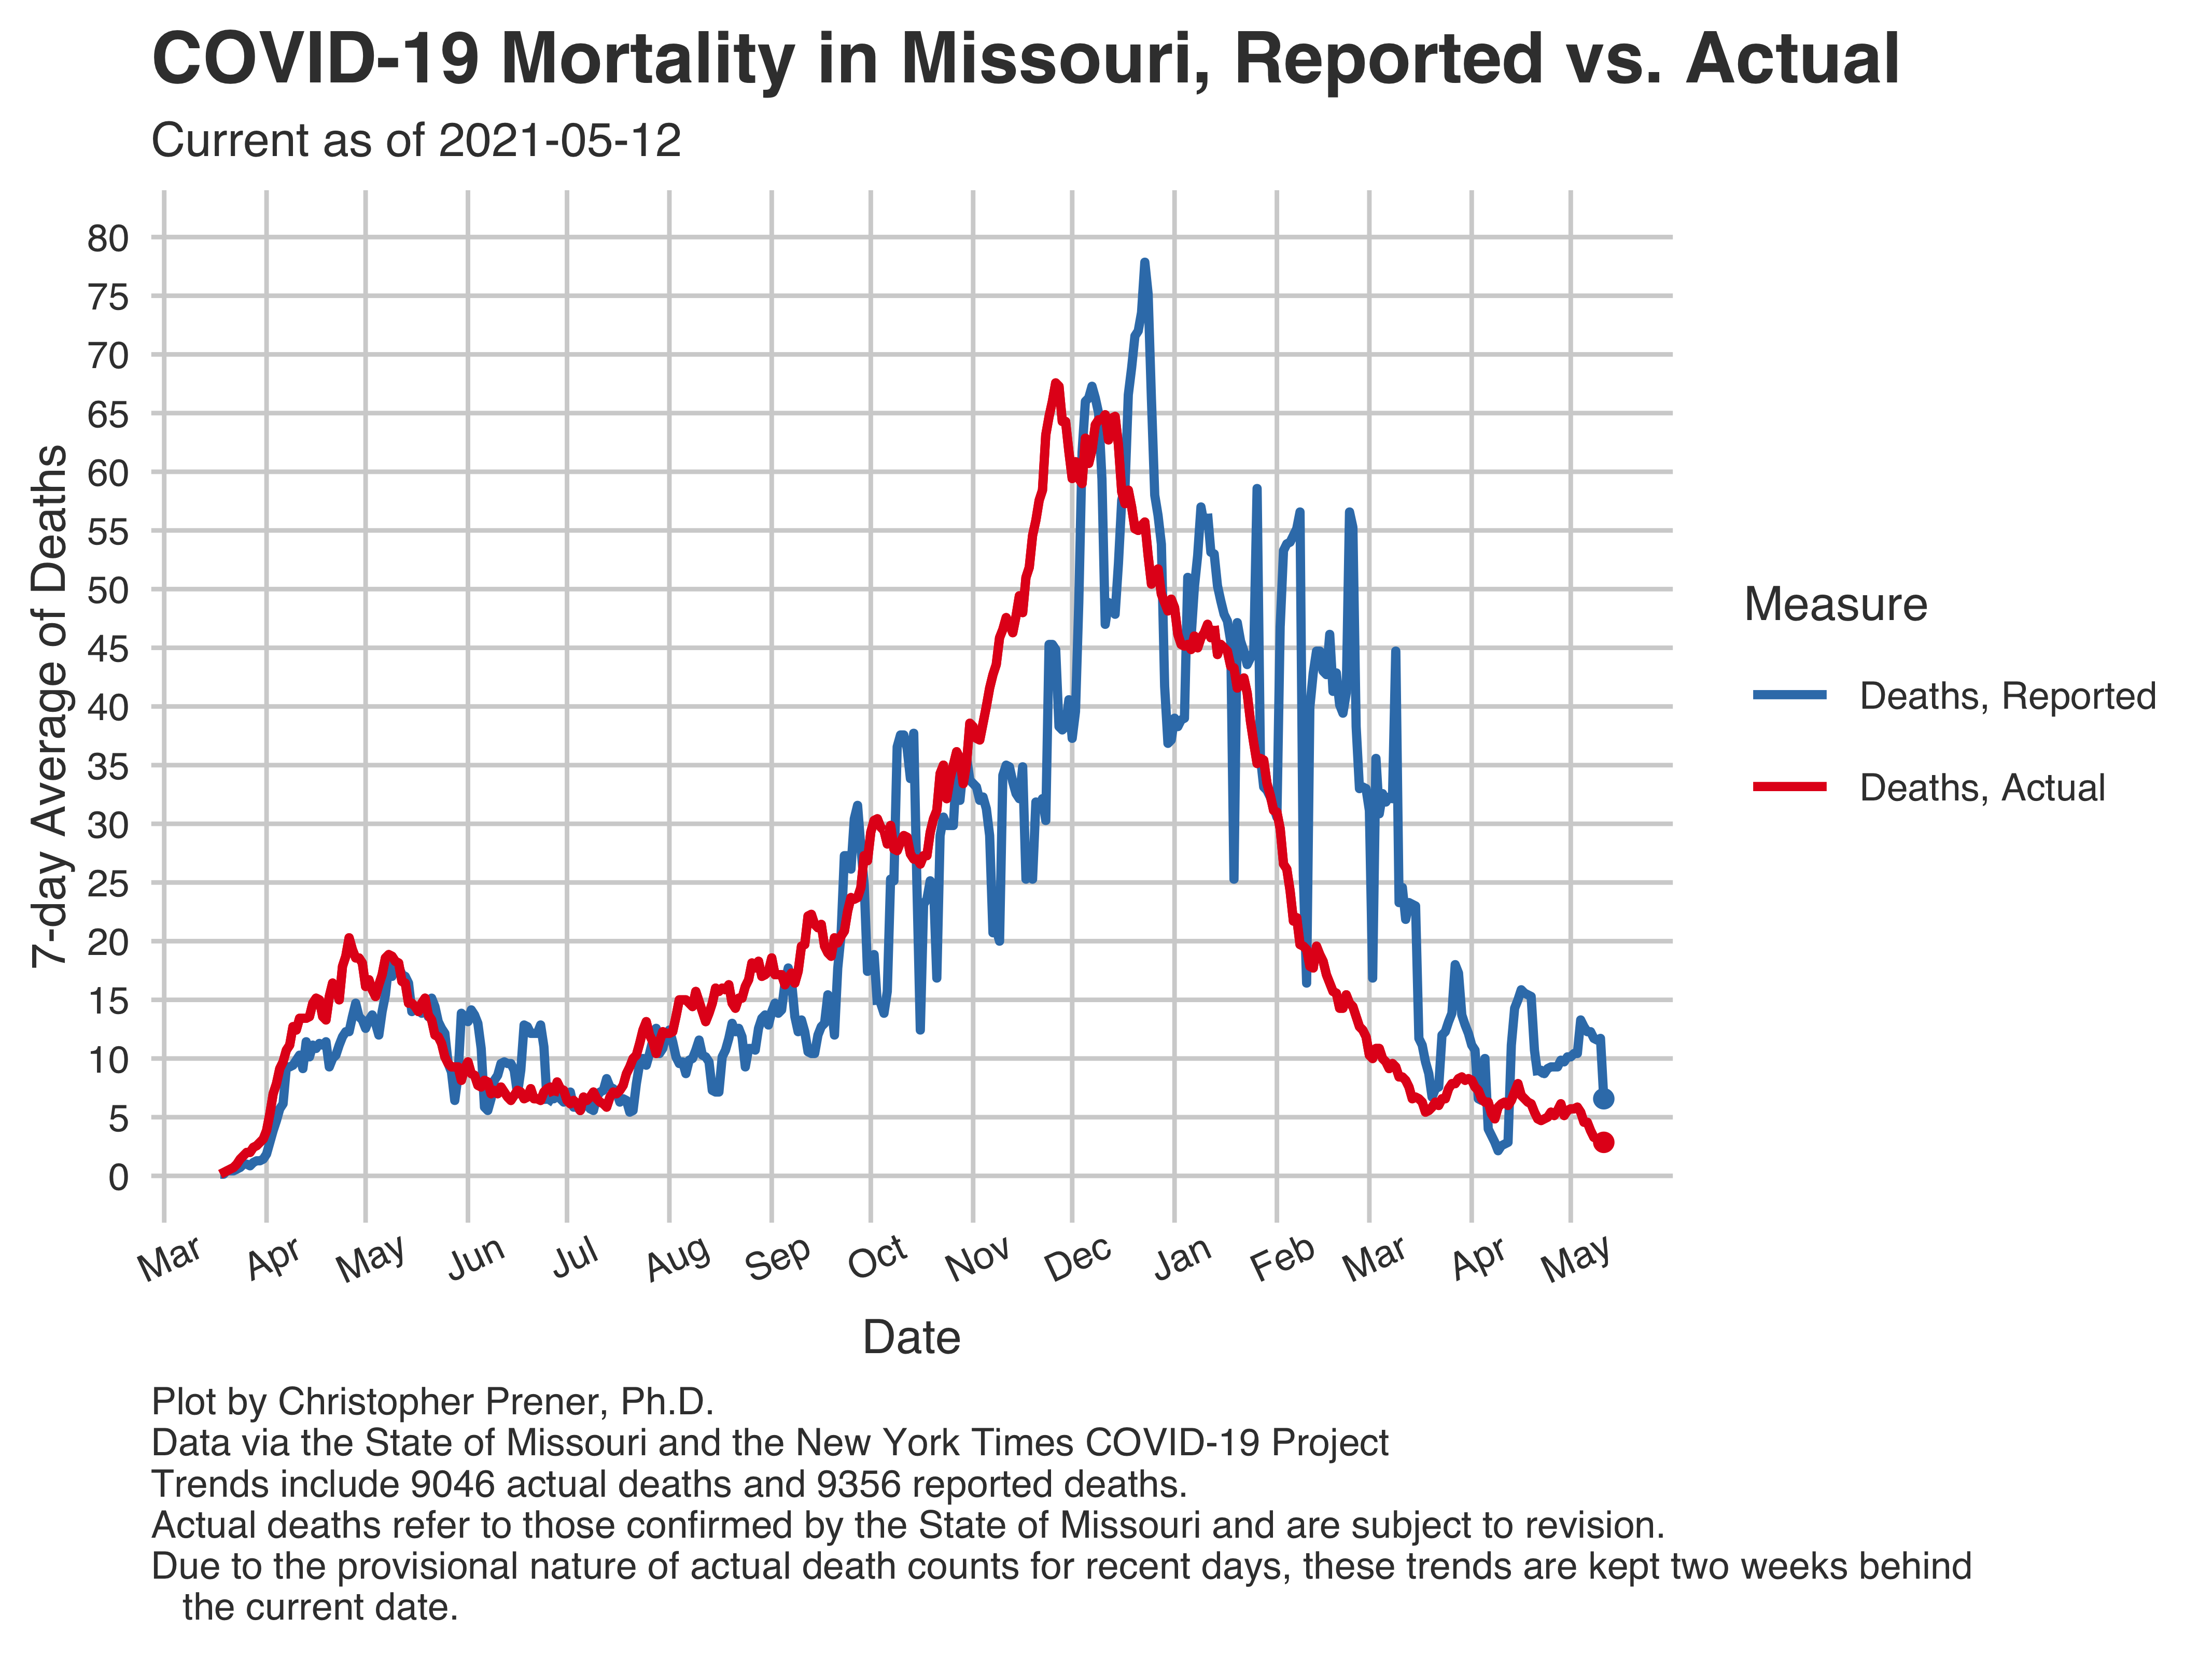 COVID-19 Mortality in Missouri, Reported vs. Actual
Current as of 2021-05-12
7-day Average of Deaths
80
75
70
65
60
55
50
45
40
35
30
25
20
15
10
5
0
Mar
Apr
May
Jun
Jul
Aug
Sep
Oct
Nov
Dec
Jan
Feb
Mar
Apr
May
Date
Measure
Deaths, Reported
Deaths, Actual
Plot by Christopher Prener, Ph.D.
Data via the State of Missouri and the New York Times COVID-19 Project
Trends include 9046 actual deaths and 9356 reported deaths.
Actual deaths refer to those confirmed by the State of Missouri and are subject to revision.
Due to the provisional nature of actual death counts for recent days, these trends are kept two weeks behind
the current date.